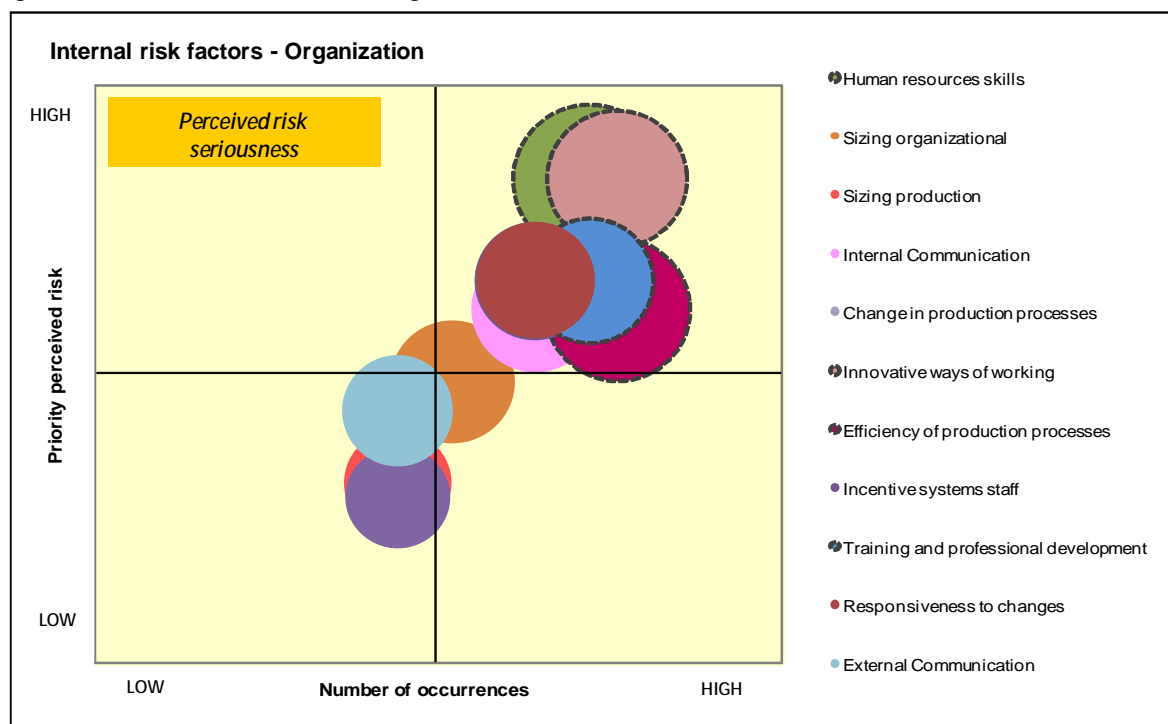 Internal risk factors - Organization
HIGH
Perceived risk
seriousness
Priority perceived risk
LOW
LOW
Number of occurrences
HIGH
Human resources skills
Sizing organizational
Sizing production
Internal Communication
Change in production processes
Innovative ways of working
Efficiency of production processes
Incentive systems staff
Training and professional development
Responsiveness to changes
External Communication